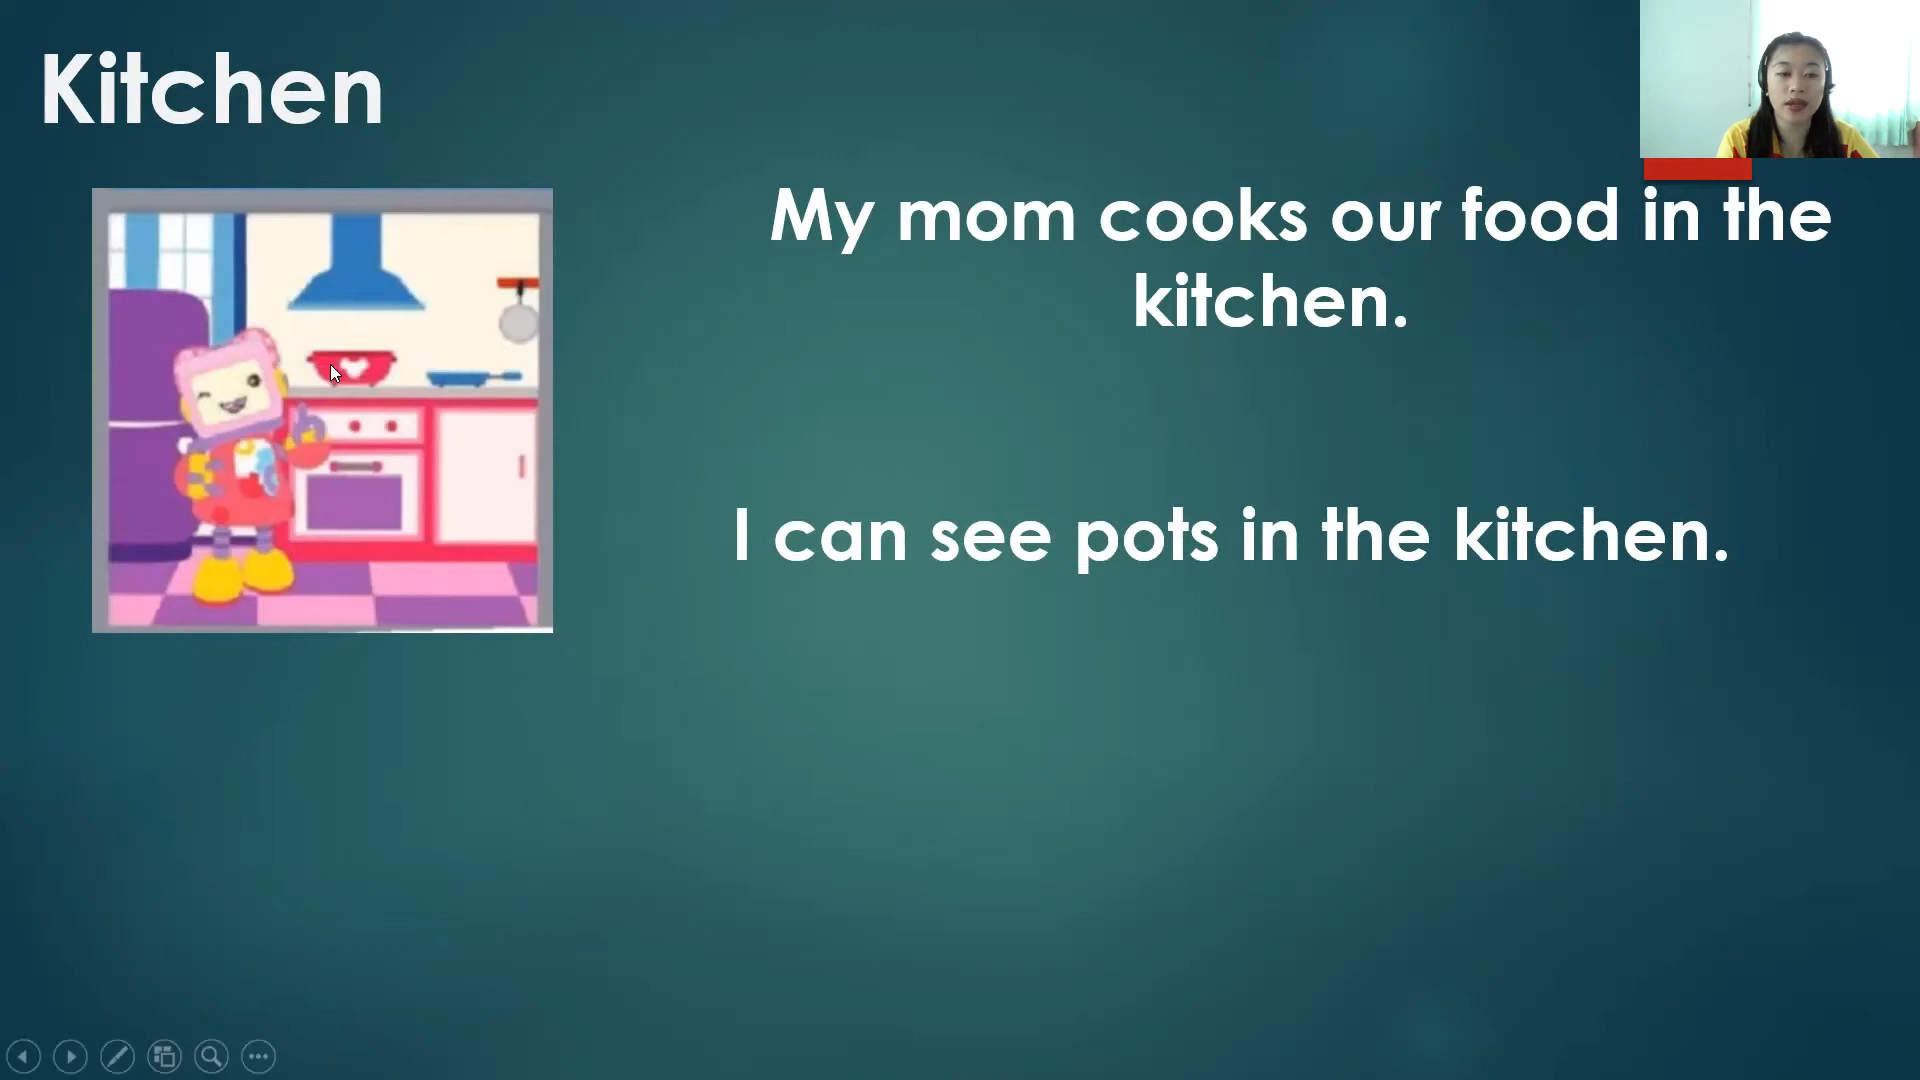 Kitchen
My mom cooks our food in the
kitchen.
I can see pots in the kitchen.